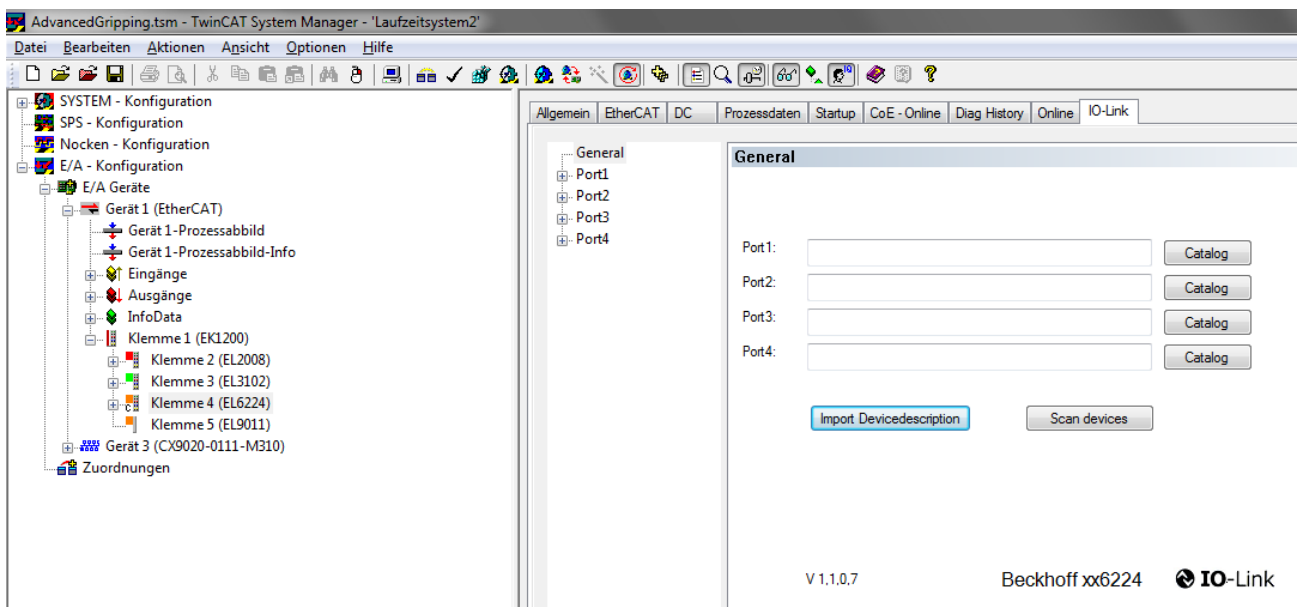 AdvancedGripping.tsm - TwinCAT System Manager - 'Laufzeitsystem2'
Datei Bearbeiten Aktionen Ansicht Optionen Hilfe
SYSTEM - Konfiguration
SPS - Konfiguration
Nocken - Konfiguration
E/A - Konfiguration
E/A Geräte
Gerät 1 (EtherCAT)
Gerät 1-Prozessabbild
Gerät 1-Prozessabbild-Info
Eingänge
Ausgänge
InfoData
Klemme 1 (EK1200)
Klemme 2 (EL2008)
Klemme 3 (EL3102)
Klemme 4 (EL6224)
Klemme 5 (EL9011)
Gerät 3 (CX9020-0111-M310)
Zuordnungen
Allgemein EtherCAT DC Prozessdaten Startup CoE - Online Diag History Online IO-Link
General
Port1
Port2
Port3
Port4
General
Port1: Catalog
Port2: Catalog
Port3: Catalog
Port4: Catalog
Import Devicedescription Scan devices
V 1,1,0,7 Beckhoff xx6224 IO-Link